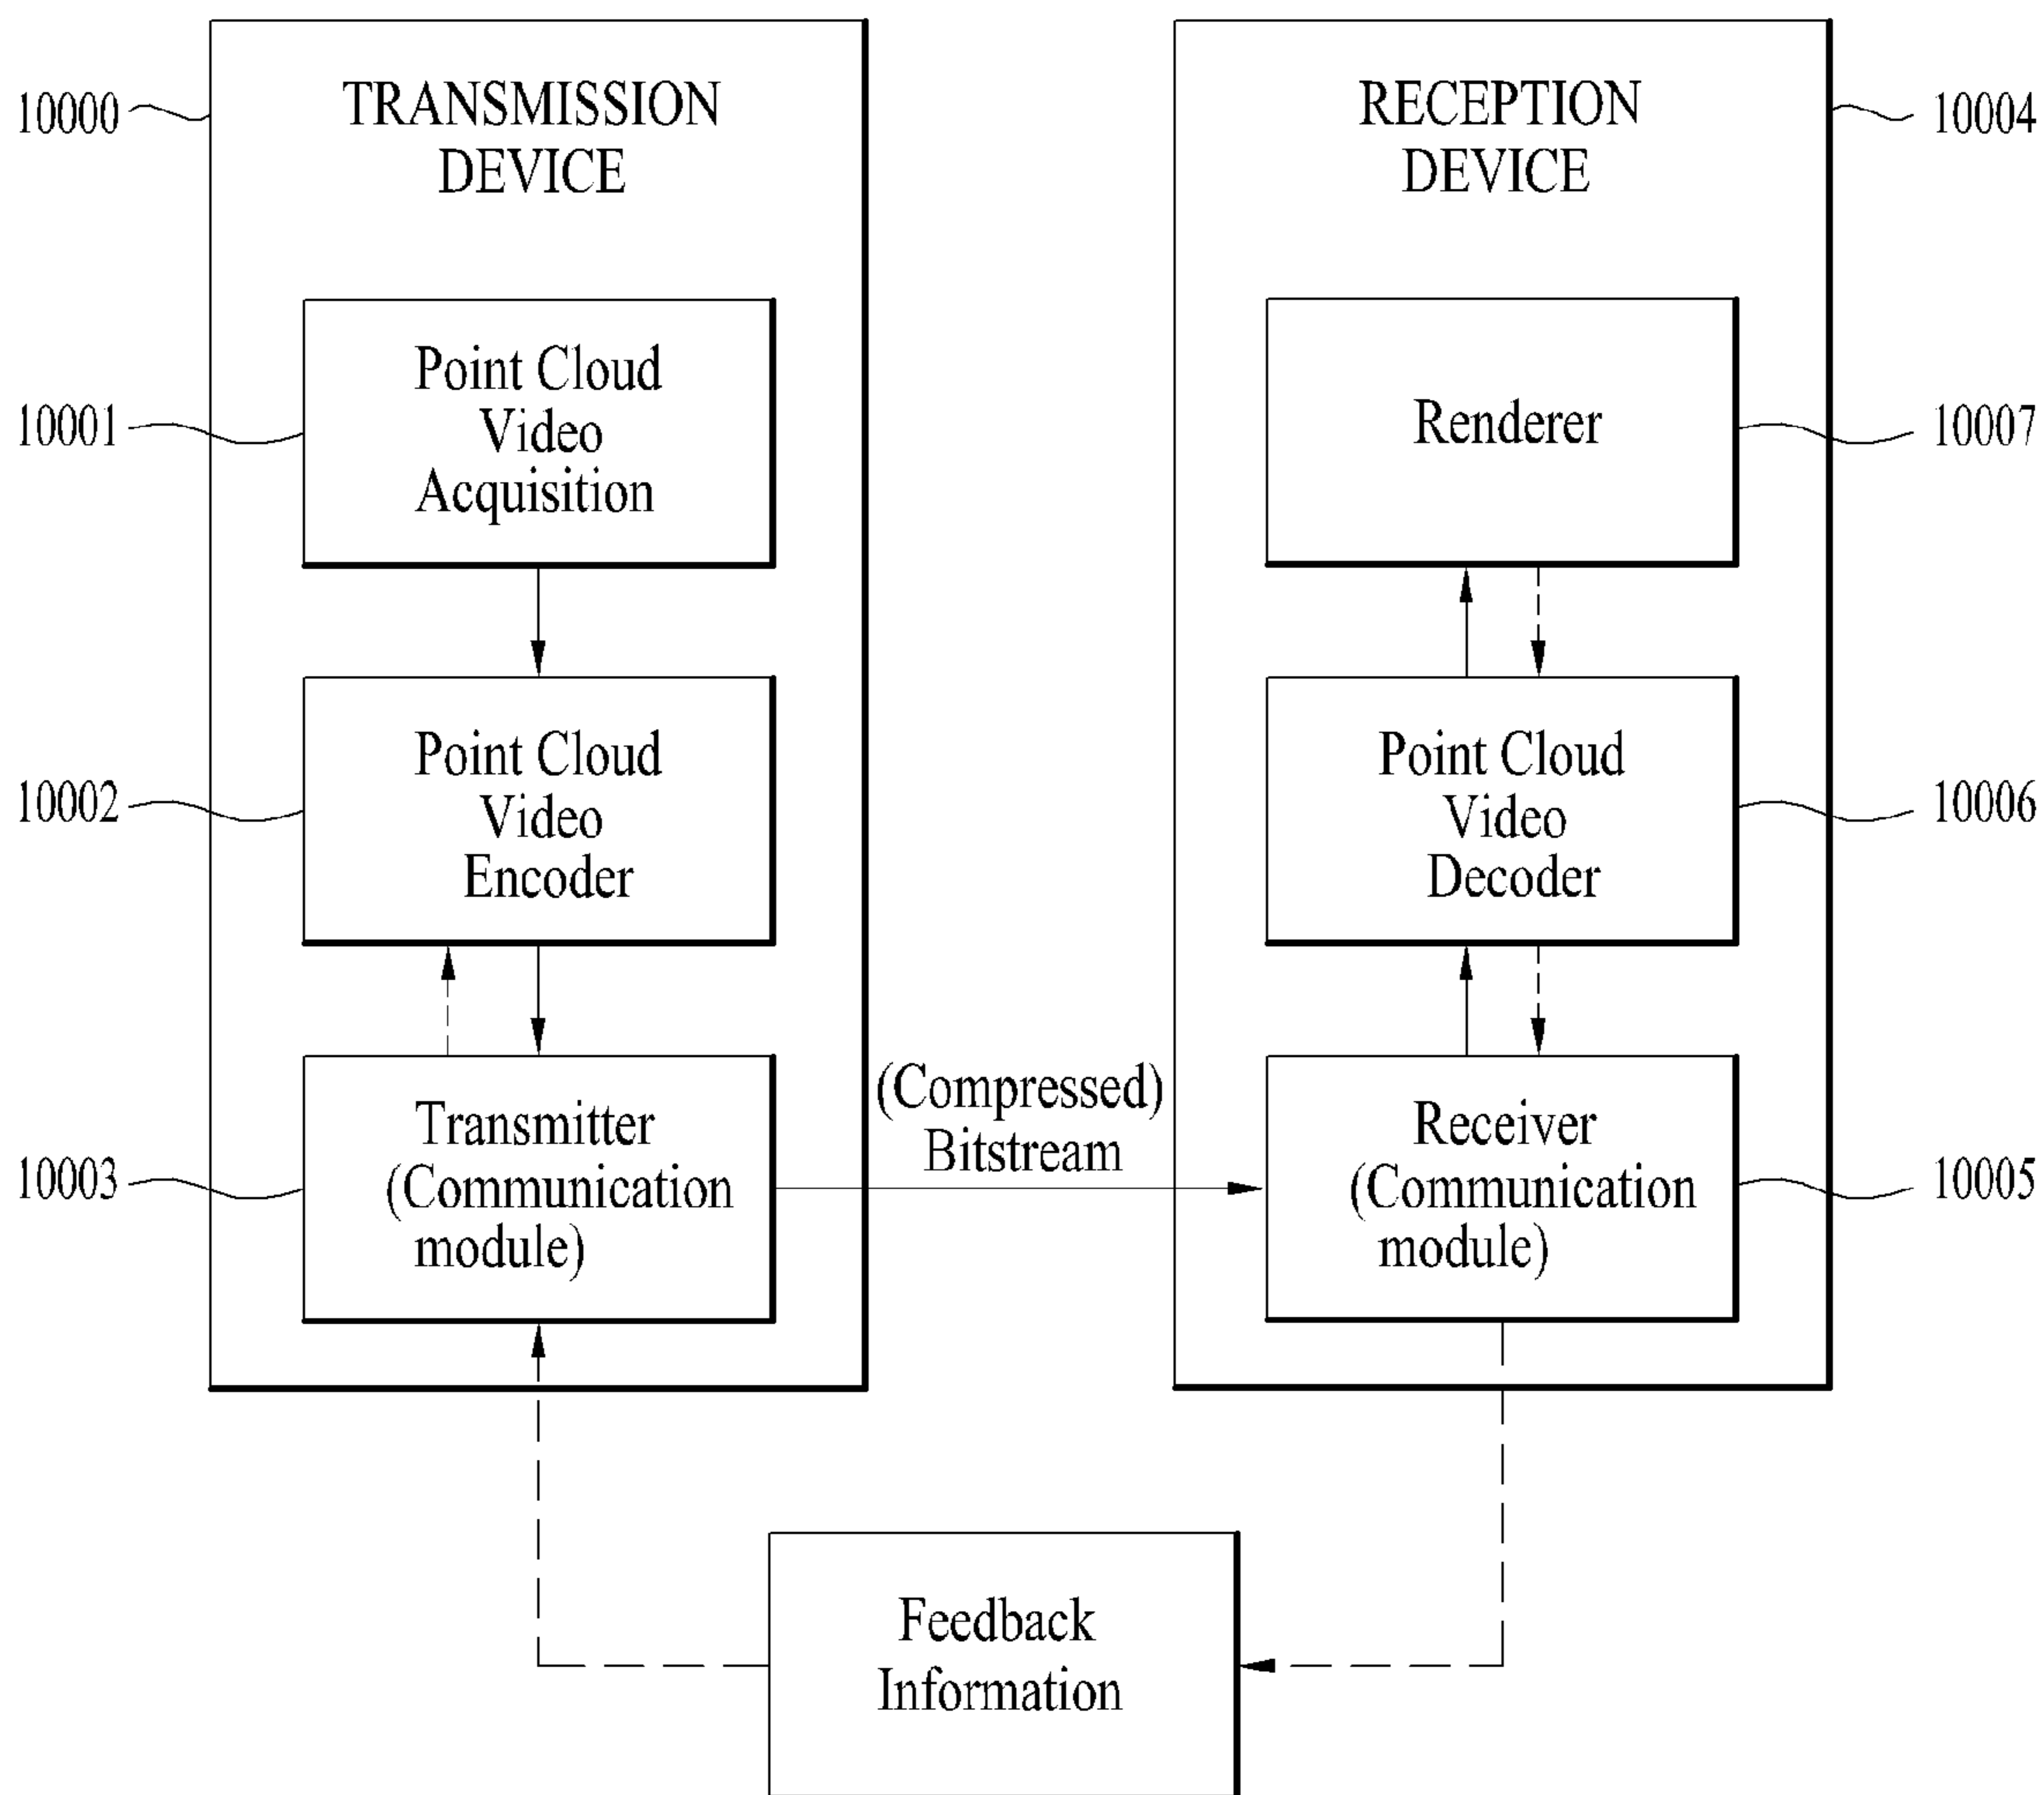 10000
TRANSMISSION
DEVICE
10001
Point Cloud
Video
Acquisition
10002
Point Cloud
Video
Encoder
10003
Transmitter
(Communication
module)
(Compressed)
Bitstream
RECEPTION
DEVICE
10004
Renderer
10007
Point Cloud
Video
Decoder
10006
Receiver
(Communication
module)
10005
Feedback
Information